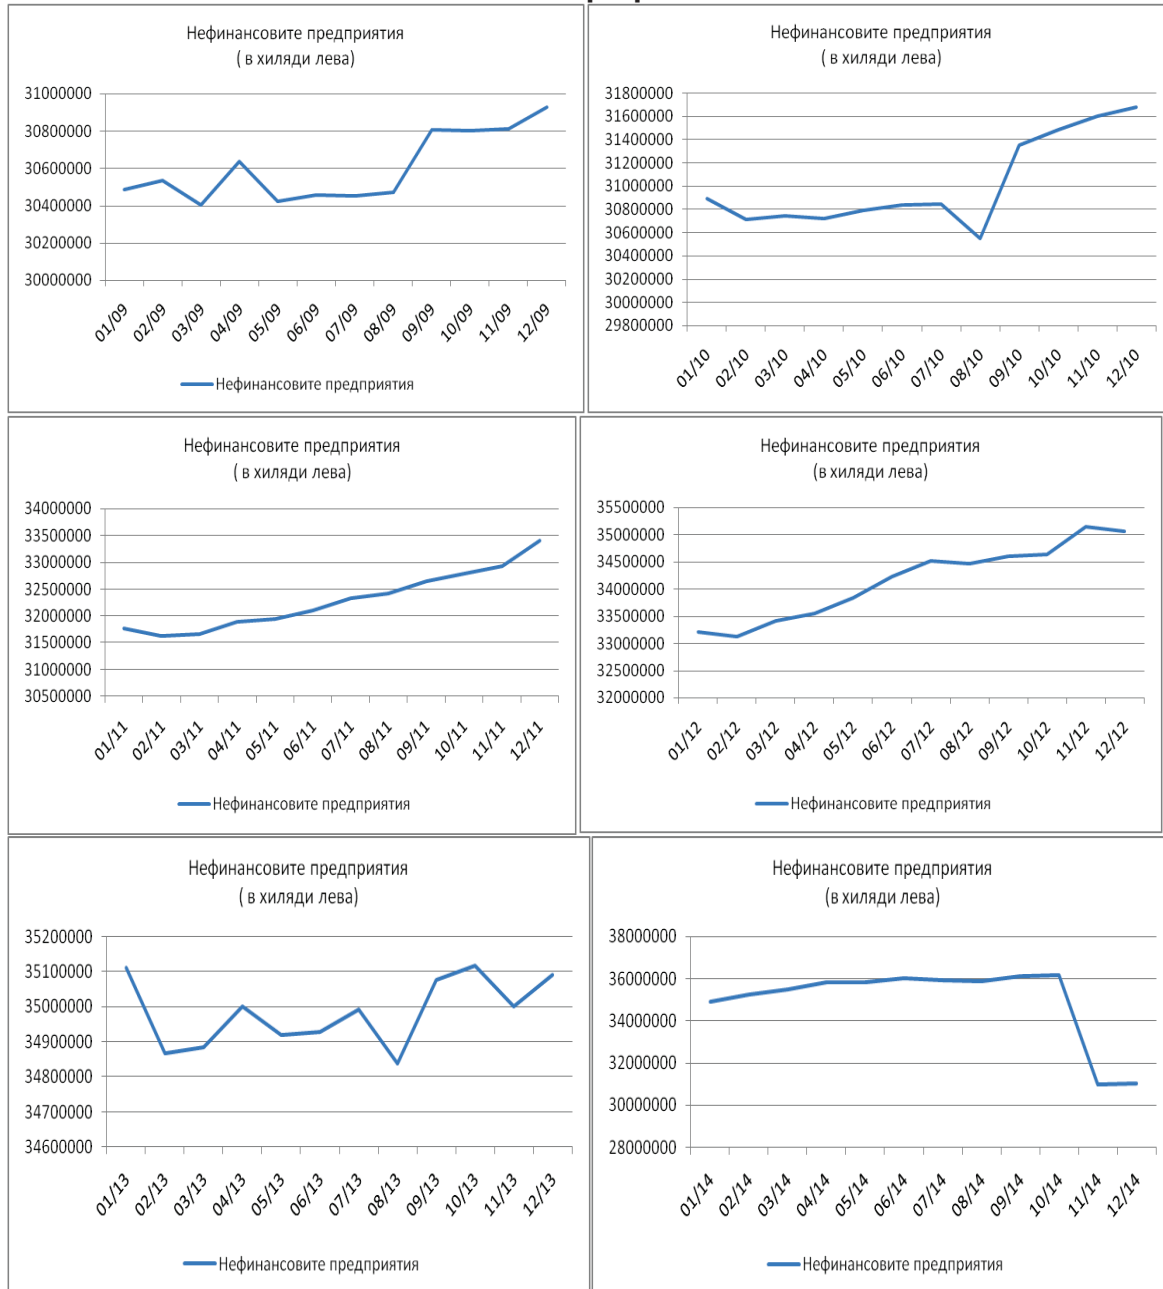 Нефинансовите предприятия
( в хиляди лева)
31000000
30800000
30600000
30400000
30200000
30000000
01/09 02/09 03/09 04/09 05/09 06/09 07/09 08/09 09/09 10/09 11/09 12/09
Нефинансовите предприятия
Нефинансовите предприятия
( в хиляди лева)
31800000
31600000
31400000
31200000
31000000
30800000
30600000
30400000
30200000
30000000
29800000
01/10 02/10 03/10 04/10 05/10 06/10 07/10 08/10 09/10 10/10 11/10 12/10
Нефинансовите предприятия
Нефинансовите предприятия
( в хиляди лева)
34000000
33500000
33000000
32500000
32000000
31500000
31000000
30500000
01/11 02/11 03/11 04/11 05/11 06/11 07/11 08/11 09/11 10/11 11/11 12/11
Нефинансовите предприятия
Нефинансовите предприятия
(в хиляди лева)
35500000
35000000
34500000
34000000
33500000
33000000
32500000
32000000
01/12 02/12 03/12 04/12 05/12 06/12 07/12 08/12 09/12 10/12 11/12 12/12
Нефинансовите предприятия
Нефинансовите предприятия
( в хиляди лева)
35200000
35100000
35000000
34900000
34800000
34700000
34600000
01/13 02/13 03/13 04/13 05/13 06/13 07/13 08/13 09/13 10/13 11/13 12/13
Нефинансовите предприятия
Нефинансовите предприятия
(в хиляди лева)
38000000
36000000
34000000
32000000
30000000
28000000
01/14 02/14 03/14 04/14 05/14 06/14 07/14 08/14 09/14 10/14 11/14 12/14
Нефинансовите предприятия